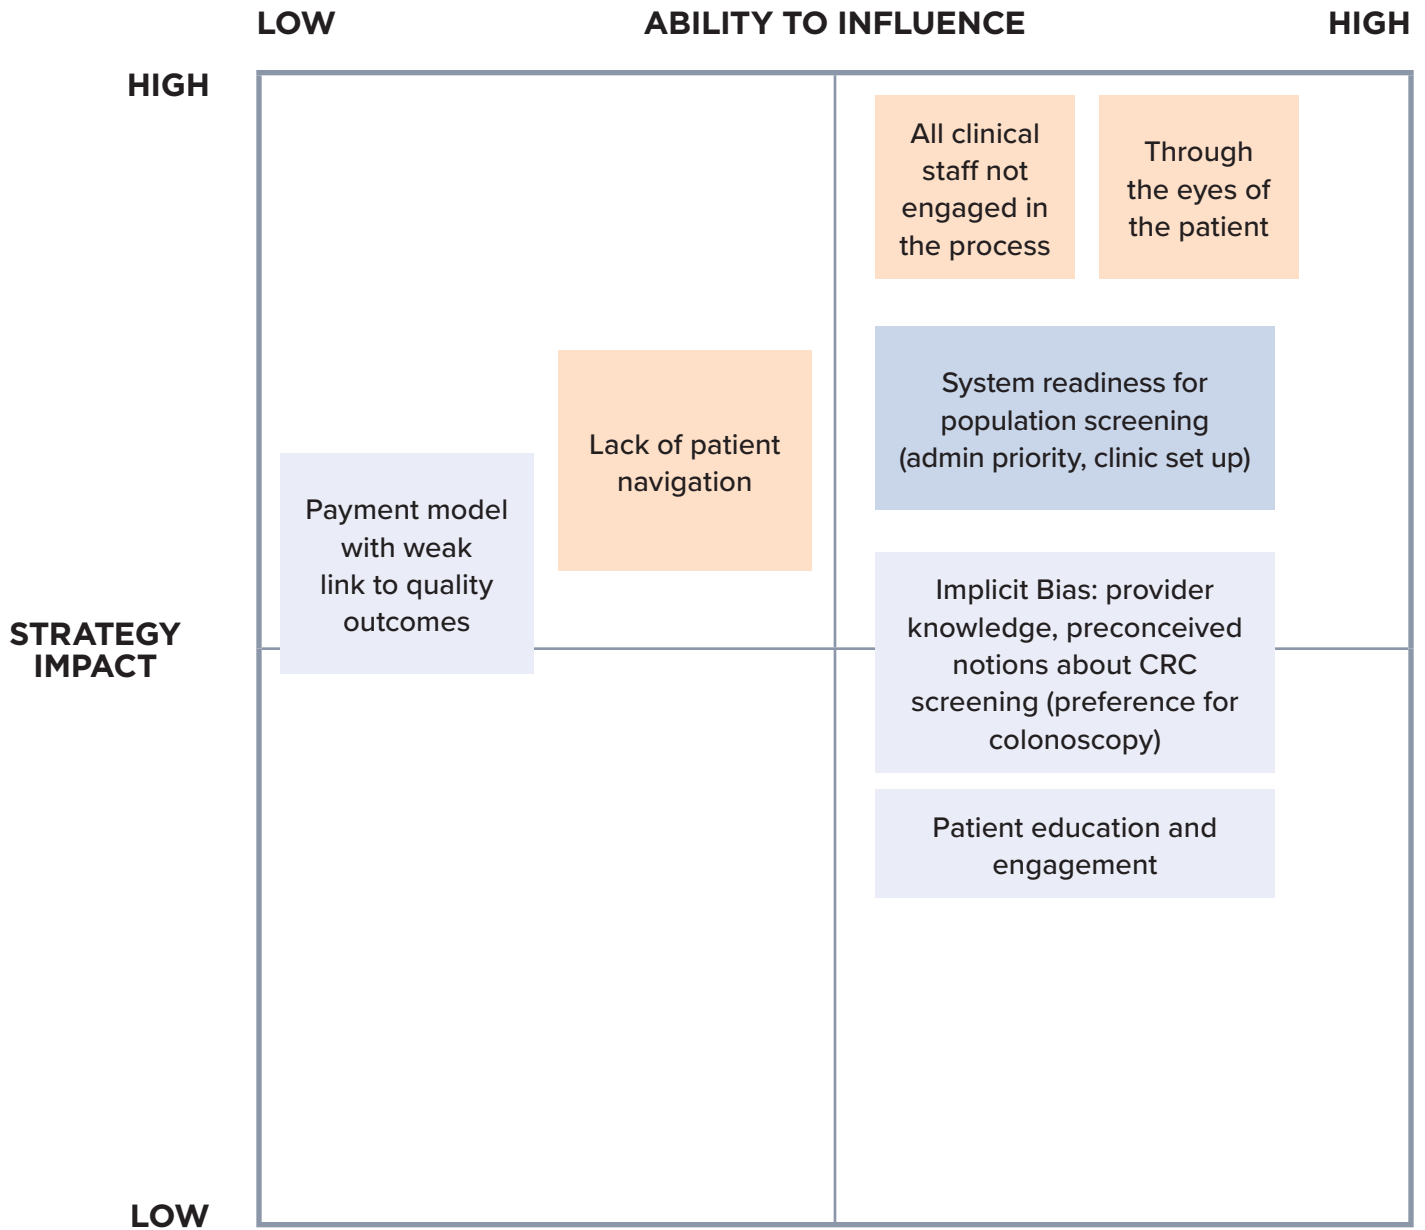 LOW
ABILITY TO INFLUENCE
HIGH
HIGH
All clinical
staff not
engaged in
the process
Through
the eyes of
the patient
System readiness for
population screening
(admin priority, clinic set up)
Lack of patient
navigation
Payment model
with weak
link to quality
outcomes
STRATEGY
IMPACT
Implicit Bias: provider
knowledge, preconceived
notions about CRC
screening (preference for
colonoscopy)
Patient education and
engagement
LOW